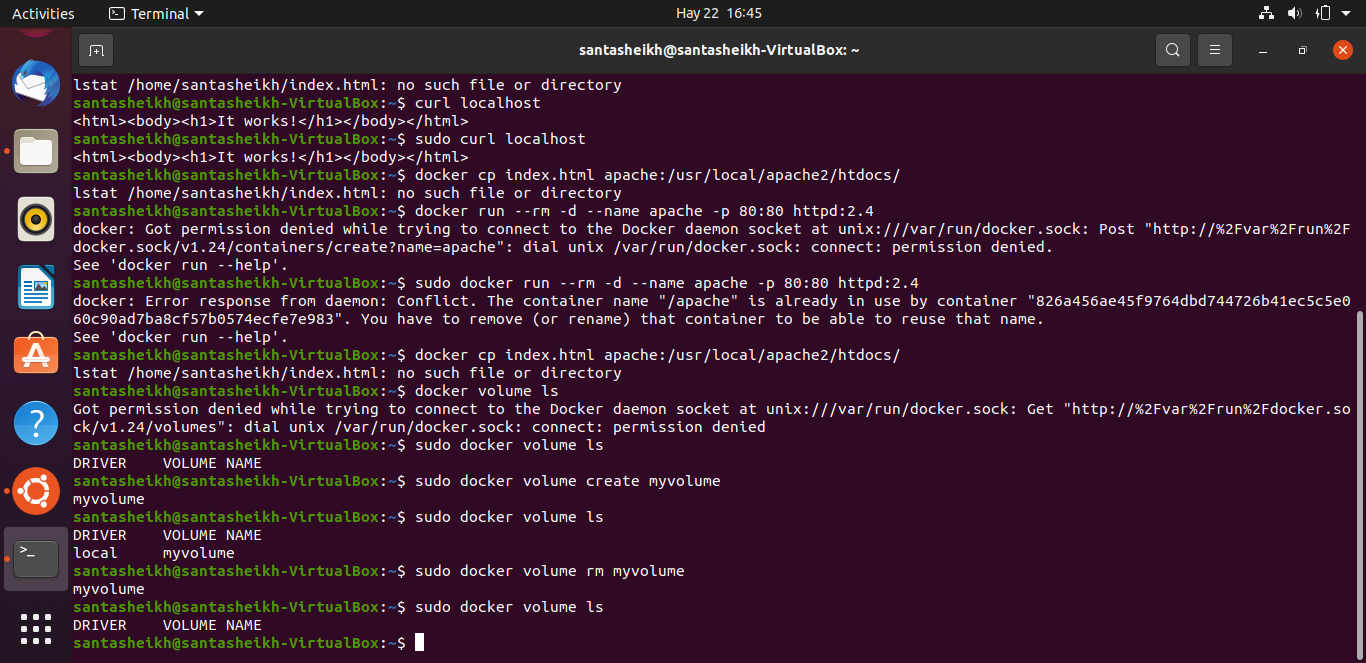 Activities
Terminal
Hay 22 16:45
santasheikh@santasheikh-VirtualBox: ~
lstat /home/santasheikh/index.html: no such file or directory
santasheikh@santasheikh-VirtualBox:~$ curl localhost
<html><body><h1>It works!</h1></body></html>
santasheikh@santasheikh-VirtualBox:~$ sudo curl localhost
<html><body><h1>It works!</h1></body></html>
santasheikh@santasheikh-VirtualBox:~$ docker cp index.html apache:/usr/local/apache2/htdocs/
lstat /home/santasheikh/index.html: no such file or directory
santasheikh@santasheikh-VirtualBox:~$ docker run --rm -d --name apache -p 80:80 httpd:2.4
docker: Got permission denied while trying to connect to the Docker daemon socket at unix:///var/run/docker.sock: Post "http://%2Fvar%2Frun%2F
docker.sock/v1.24/containers/create?name=apache": dial unix /var/run/docker.sock: connect: permission denied.
See 'docker run --help'.
santasheikh@santasheikh-VirtualBox:~$ sudo docker run --rm -d --name apache -p 80:80 httpd:2.4
docker: Error response from daemon: Conflict. The container name "/apache" is already in use by container "826a456ae45f9764dbd744726b41ec5c5e0
60c90ad7ba8cf57b0574ecfe7e983". You have to remove (or rename) that container to be able to reuse that name.
See 'docker run --help'.
santasheikh@santasheikh-VirtualBox:~$ docker cp index.html apache:/usr/local/apache2/htdocs/
lstat /home/santasheikh/index.html: no such file or directory
santasheikh@santasheikh-VirtualBox:~$ docker volume ls
Got permission denied while trying to connect to the Docker daemon socket at unix:///var/run/docker.sock: Get "http://%2Fvar%2Frun%2Fdocker.so
ck/v1.24/volumes": dial unix /var/run/docker.sock: connect: permission denied
santasheikh@santasheikh-VirtualBox:~$ sudo docker volume ls
DRIVER    VOLUME NAME
santasheikh@santasheikh-VirtualBox:~$ sudo docker volume create myvolume
myvolume
santasheikh@santasheikh-VirtualBox:~$ sudo docker volume ls
DRIVER    VOLUME NAME
local     myvolume
santasheikh@santasheikh-VirtualBox:~$ sudo docker volume rm myvolume
myvolume
santasheikh@santasheikh-VirtualBox:~$ sudo docker volume ls
DRIVER    VOLUME NAME
santasheikh@santasheikh-VirtualBox:~$